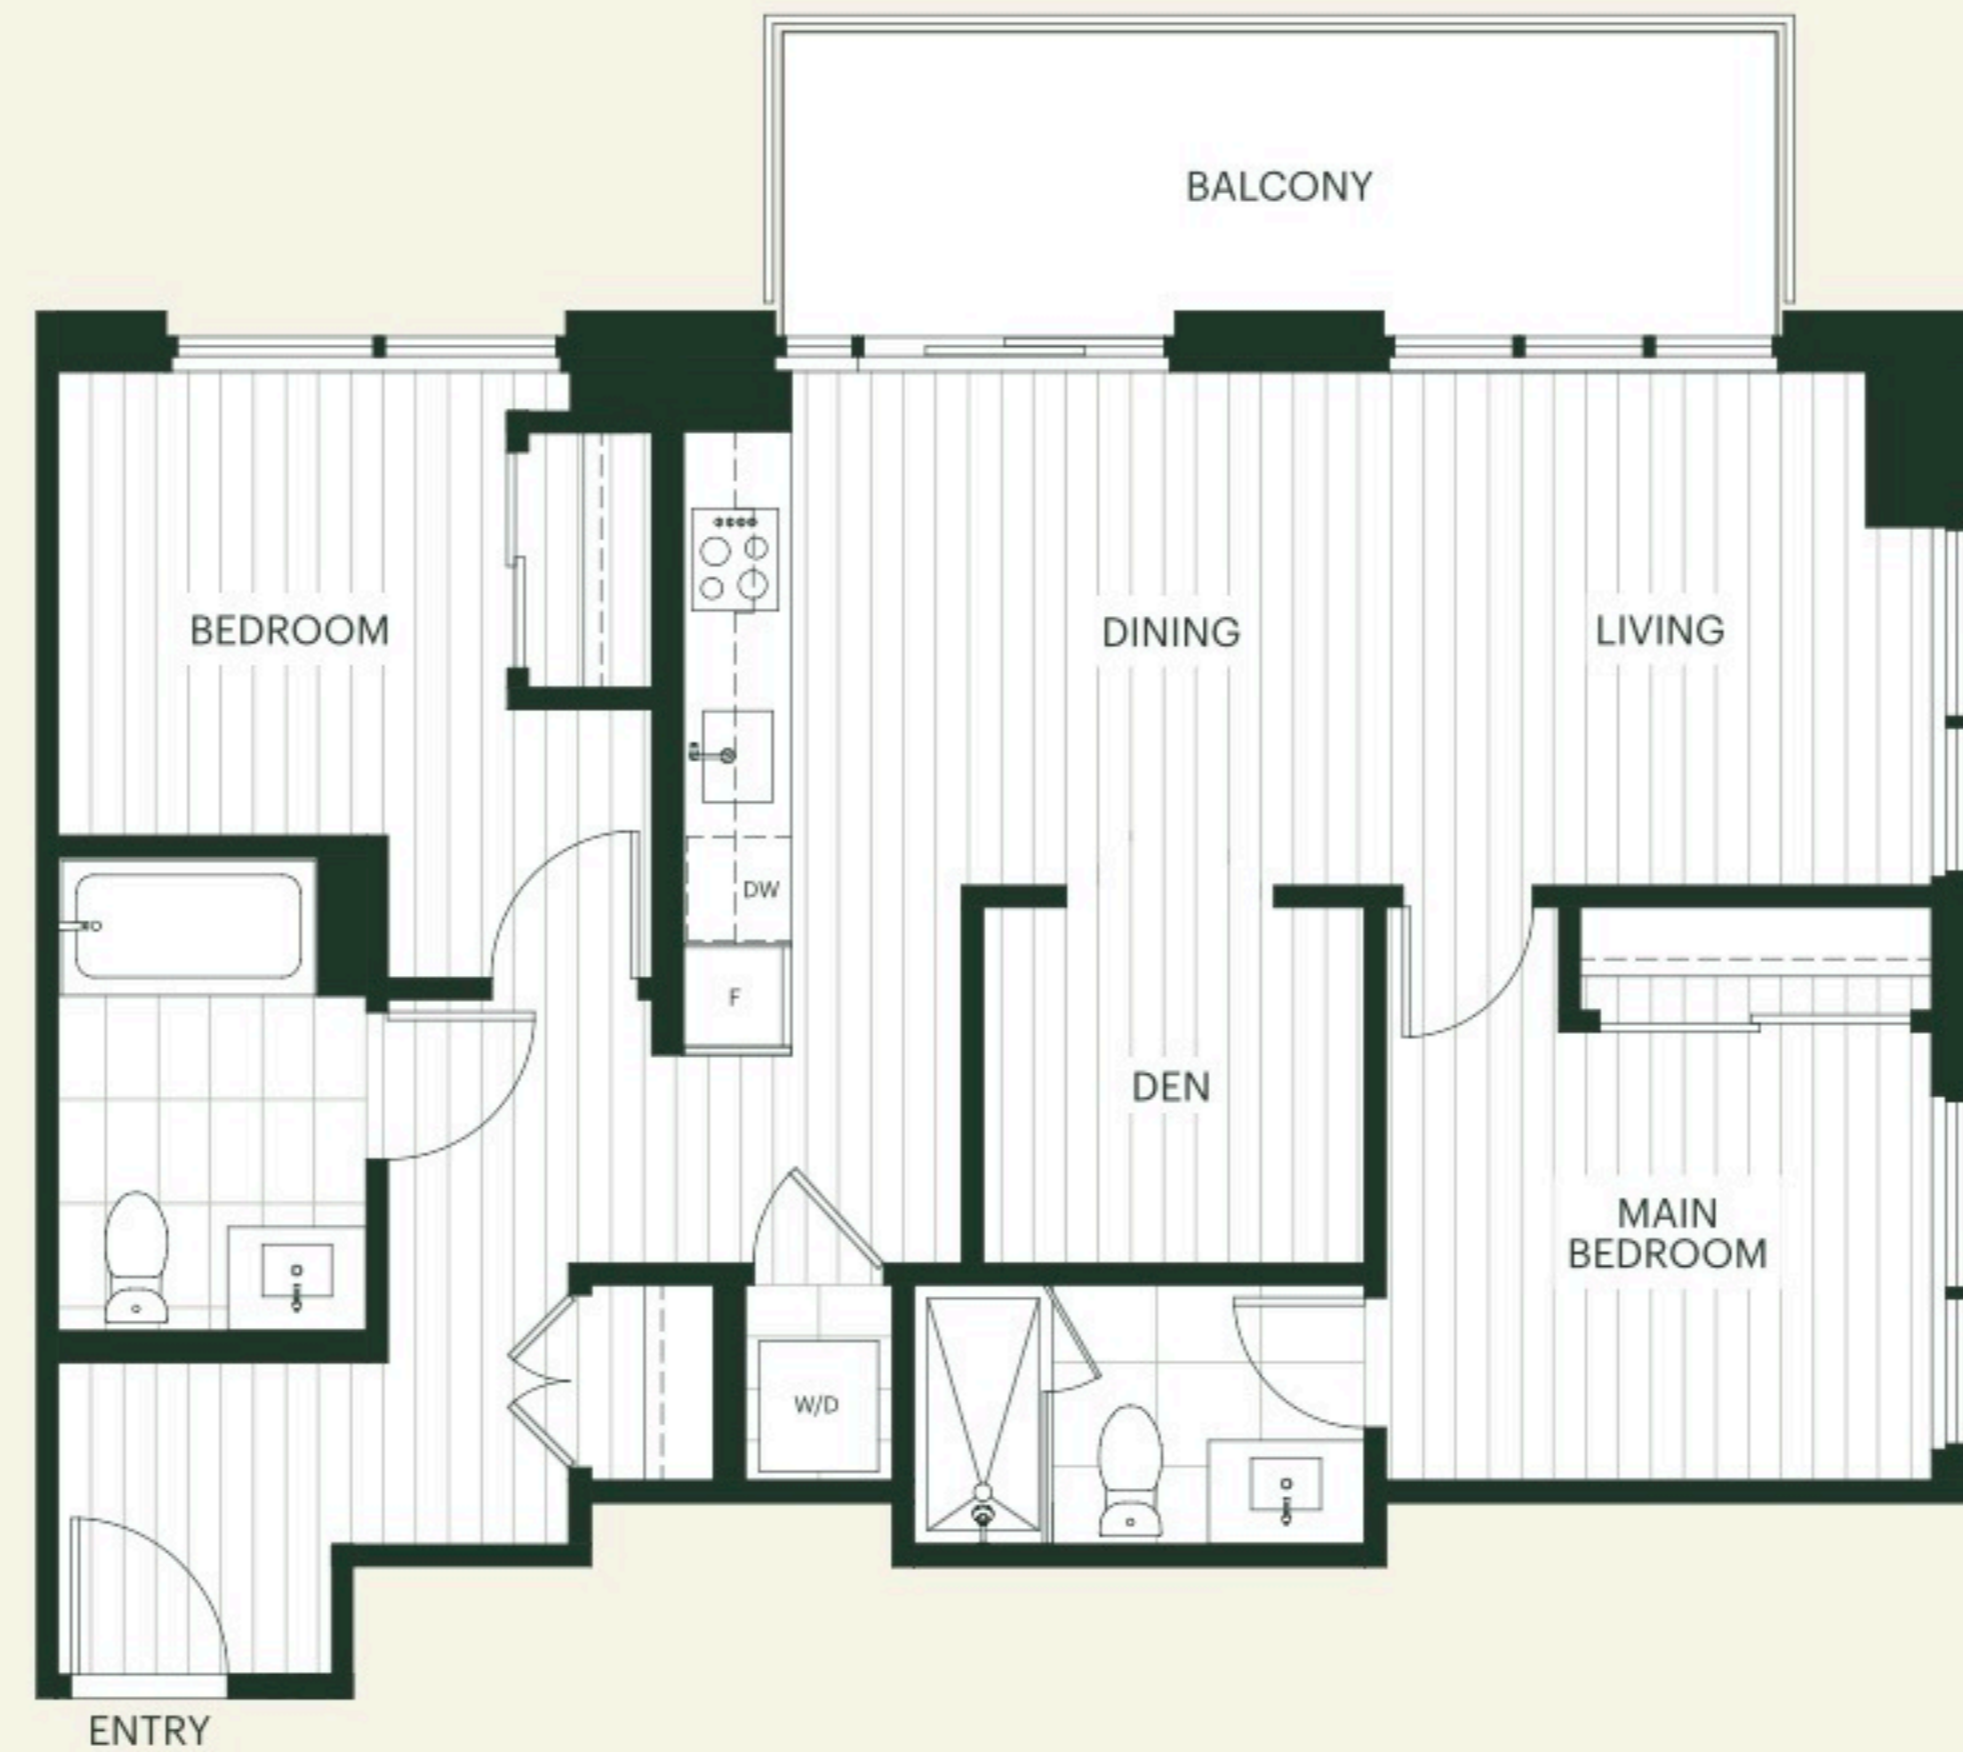 BALCONY
BEDROOM
DINING
LIVING
DW
F
DEN
MAIN
BEDROOM
W/D
ENTRY